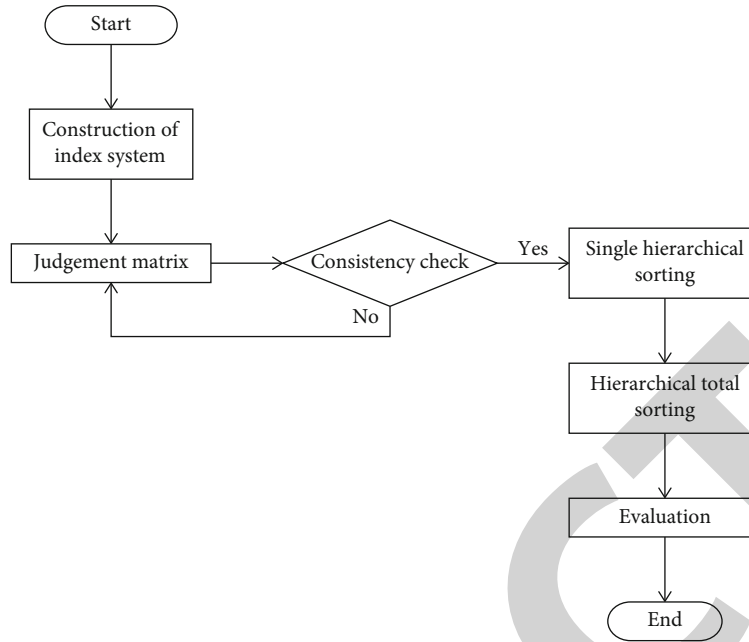 Start
Construction of
index system
Judgement matrix
Consistency check
Yes
No
Single hierarchical
sorting
Hierarchical total
sorting
Evaluation
End
CT